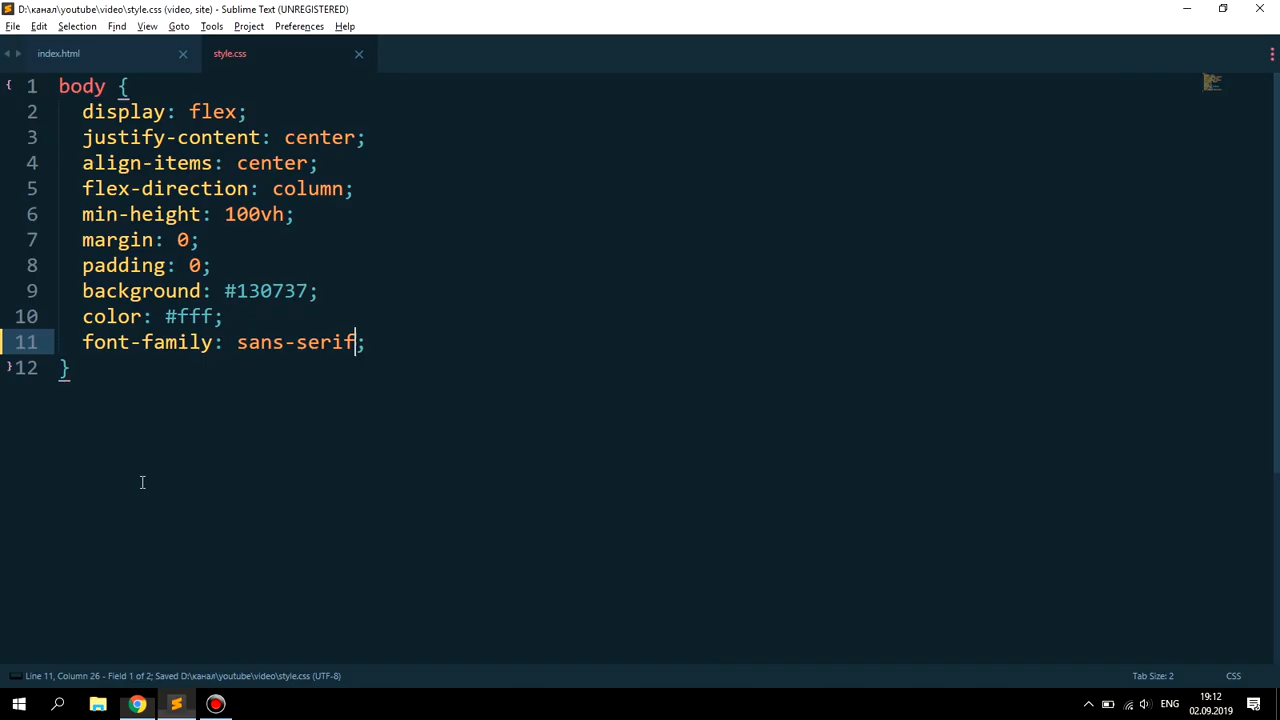 D:\канал\youtube\video\style.css (video, site) - Sublime Text (UNREGISTERED)
File Edit Selection Find View Goto Tools Project Preferences Help
index.html style.css
1 body {
2 display: flex;
3 justify-content: center;
4 align-items: center;
5 flex-direction: column;
6 min-height: 100vh;
7 margin: 0;
8 padding: 0;
9 background: #130737;
10 color: #fff;
11 font-family: sans-serif;
12 }
Line 11, Column 26 - Field 1 of 2; Saved D:\канал\youtube\video\style.css (UTF-8) Tab Size: 2 CSS
ENG 19:12
02.09.2019